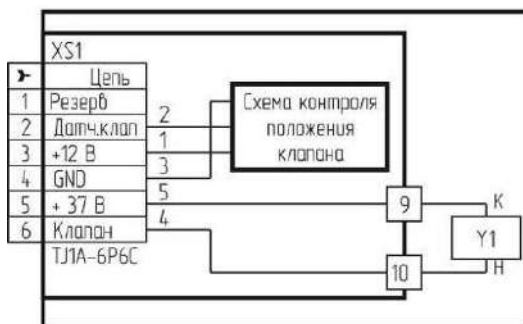 XS1
Цепь
1 Резерв
2 Датч.клап 2
3 +12 В 1
4 GND 3
5 + 37 В 5
6 Клапан 4
TJ1A-6P6C
Схема контроля
положения
клапана
9
К
Y1
10
Н